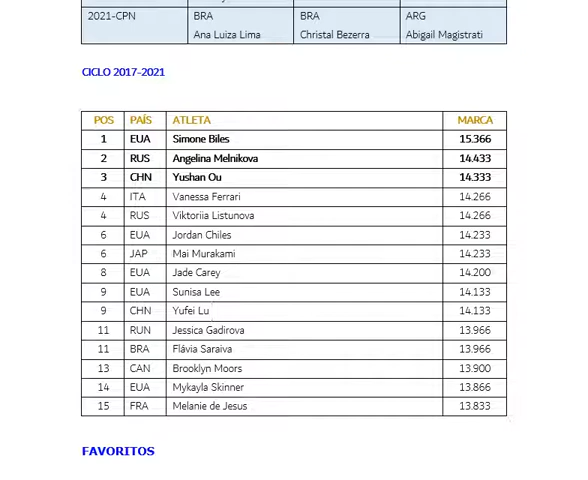 2021-CPN BRA BRA ARG
Ana Luiza Lima Christal Bezerra Abigail Magistrati
CICLO 2017-2021
POS PAÍS ATLETA MARCA
1 EUA Simone Biles 15.366
2 RUS Angelina Melnikova 14.433
3 CHN Yushan Ou 14.333
4 ITA Vanessa Ferrari 14.266
4 RUS Viktoriia Listunova 14.266
6 EUA Jordan Chiles 14.233
6 JAP Mai Murakami 14.233
8 EUA Jade Carey 14.200
9 EUA Sunisa Lee 14.133
9 CHN Yufei Lu 14.133
11 RUN Jessica Gadirova 13.966
11 BRA Flávia Saraiva 13.966
13 CAN Brooklyn Moors 13.900
14 EUA Mykayla Skinner 13.866
15 FRA Melanie de Jesus 13.833
FAVORITOS